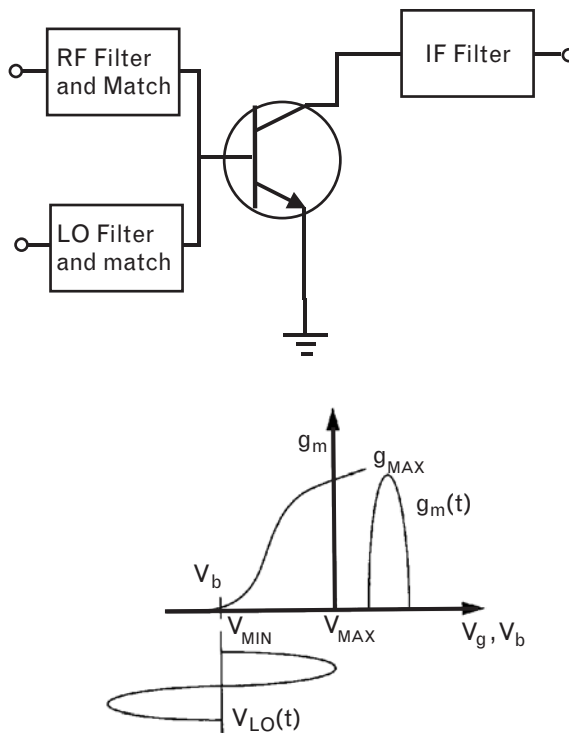 RF Filter
and Match
IF Filter
LO Filter
and match
g_m
g_MAX
g_m(t)
V_b
V_MIN
V_MAX
V_g , V_b
V_LO(t)